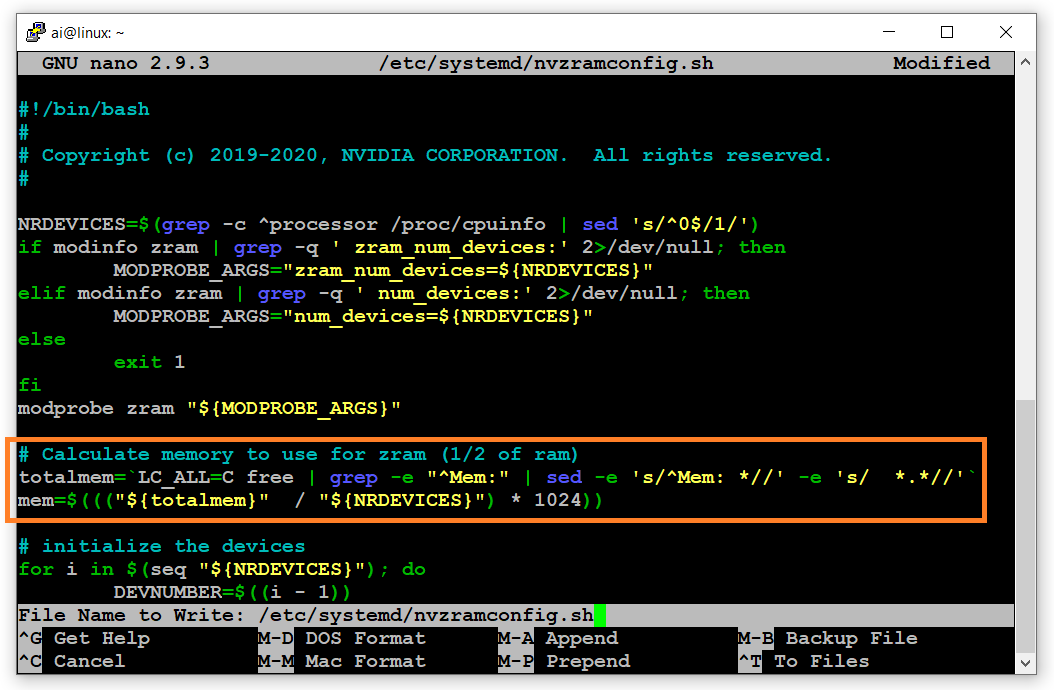 ai@linux: ~
GNU nano 2.9.3 /etc/systemd/nvzramconfig.sh Modified
#!/bin/bash
#
# Copyright (c) 2019-2020, NVIDIA CORPORATION.  All rights reserved.
#
NRDEVICES=$(grep -c ^processor /proc/cpuinfo | sed 's/^0$/1/')
if modinfo zram | grep -q ' zram_num_devices:' 2>/dev/null; then
        MODPROBE_ARGS="zram_num_devices=${NRDEVICES}"
elif modinfo zram | grep -q ' num_devices:' 2>/dev/null; then
        MODPROBE_ARGS="num_devices=${NRDEVICES}"
else
        exit 1
fi
modprobe zram "${MODPROBE_ARGS}"
# Calculate memory to use for zram (1/2 of ram)
totalmem=`LC_ALL=C free | grep -e "^Mem:" | sed -e 's/^Mem: *//' -e 's/  *.*//'`
mem=$((("${totalmem}"  / "${NRDEVICES}") * 1024))
# initialize the devices
for i in $(seq "${NRDEVICES}"); do
        DEVNUMBER=$((i - 1))
File Name to Write: /etc/systemd/nvzramconfig.sh
^G Get Help M-D DOS Format M-A Append M-B Backup File
^C Cancel M-M Mac Format M-P Prepend ^T To Files